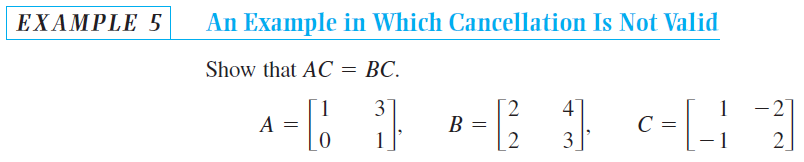 EXAMPLE 5 An Example in Which Cancellation Is Not Valid
Show that AC = BC.
A = [1 3; 0 1], B = [2 4; 2 3], C = [1 -2; -1 2]